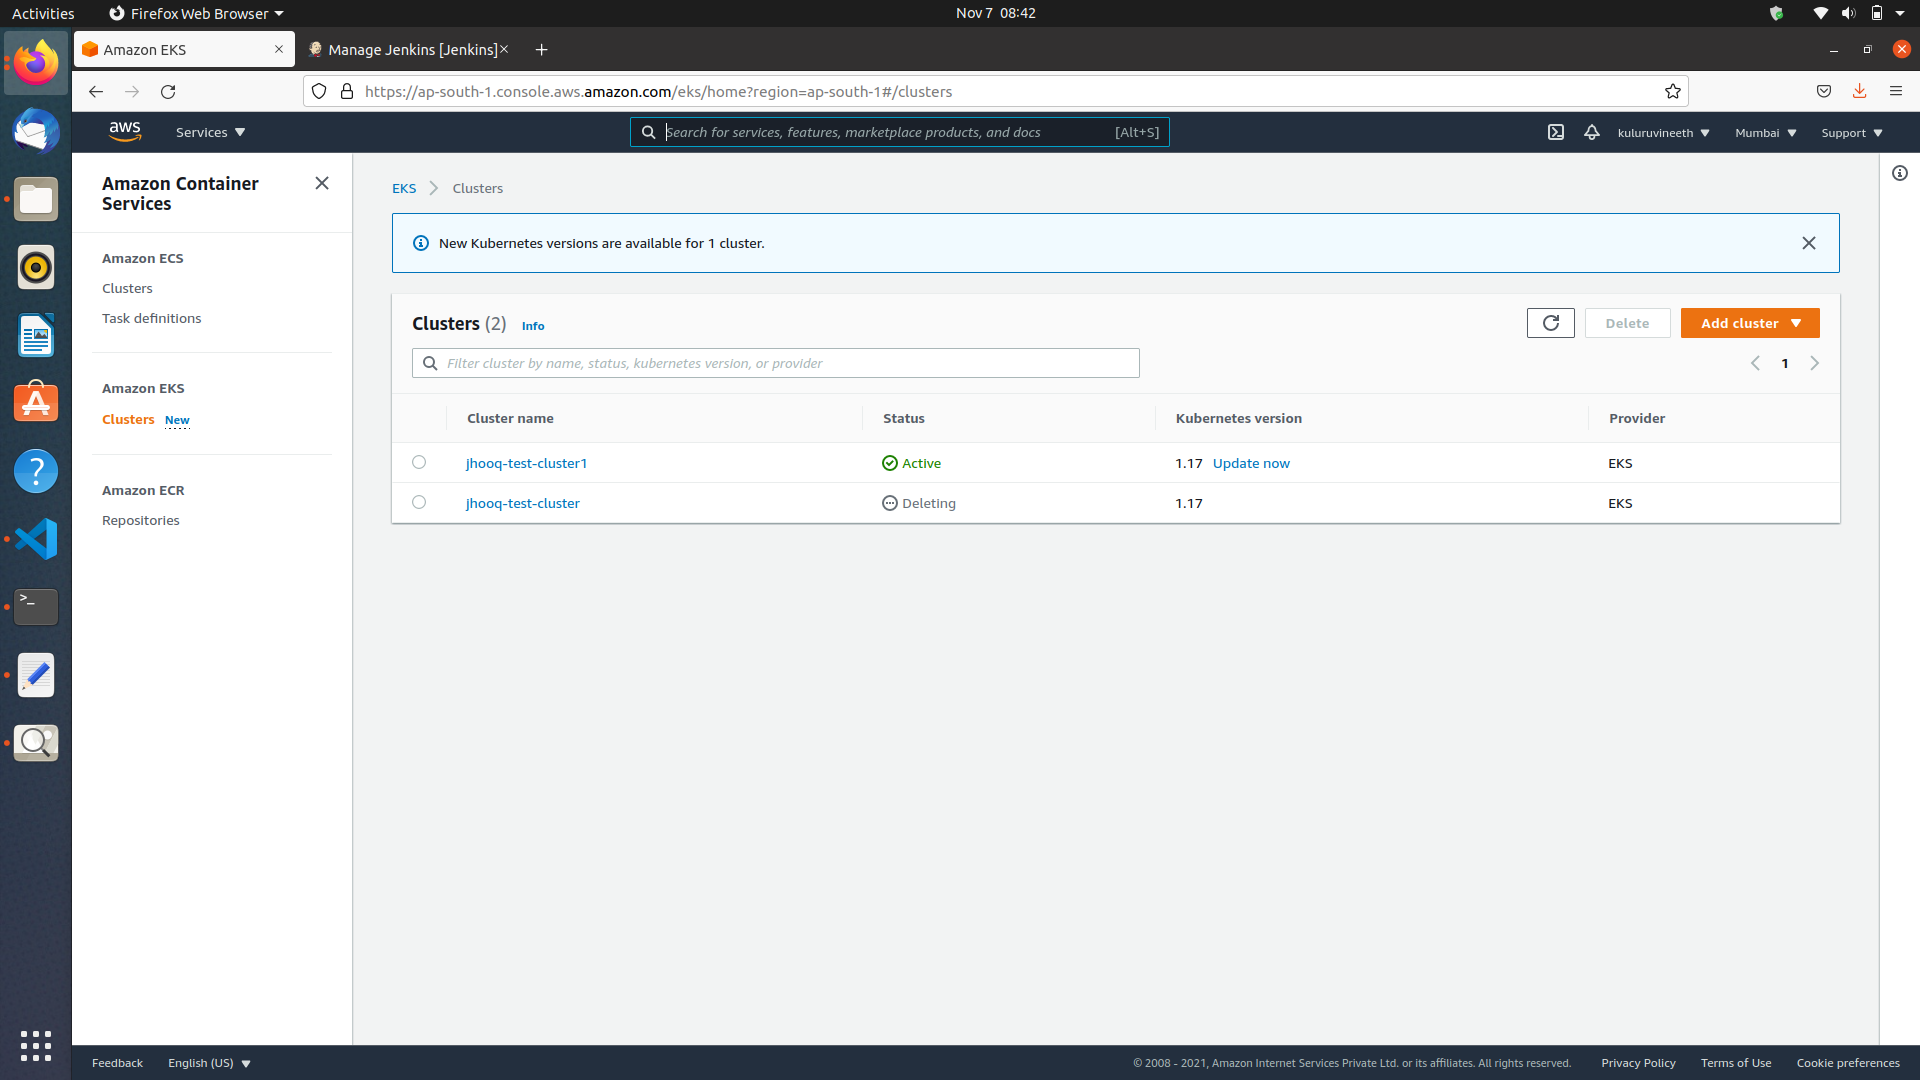 Activities
Firefox Web Browser
Nov 7 08:42
Amazon EKS
Manage Jenkins [Jenkins]
https://ap-south-1.console.aws.amazon.com/eks/home?region=ap-south-1#/clusters
aws
Services
Search for services, features, marketplace products, and docs
[Alt+S]
kuluruvineeth
Mumbai
Support
Amazon Container
Services
Amazon ECS
Clusters
Task definitions
Amazon EKS
Clusters New
Amazon ECR
Repositories
EKS
Clusters
New Kubernetes versions are available for 1 cluster.
Clusters (2) Info
Delete
Add cluster
Filter cluster by name, status, kubernetes version, or provider
1
Cluster name
Status
Kubernetes version
Provider
jhooq-test-cluster1
Active
1.17 Update now
EKS
jhooq-test-cluster
Deleting
1.17
EKS
Feedback
English (US)
© 2008 - 2021, Amazon Internet Services Private Ltd. or its affiliates. All rights reserved.
Privacy Policy
Terms of Use
Cookie preferences